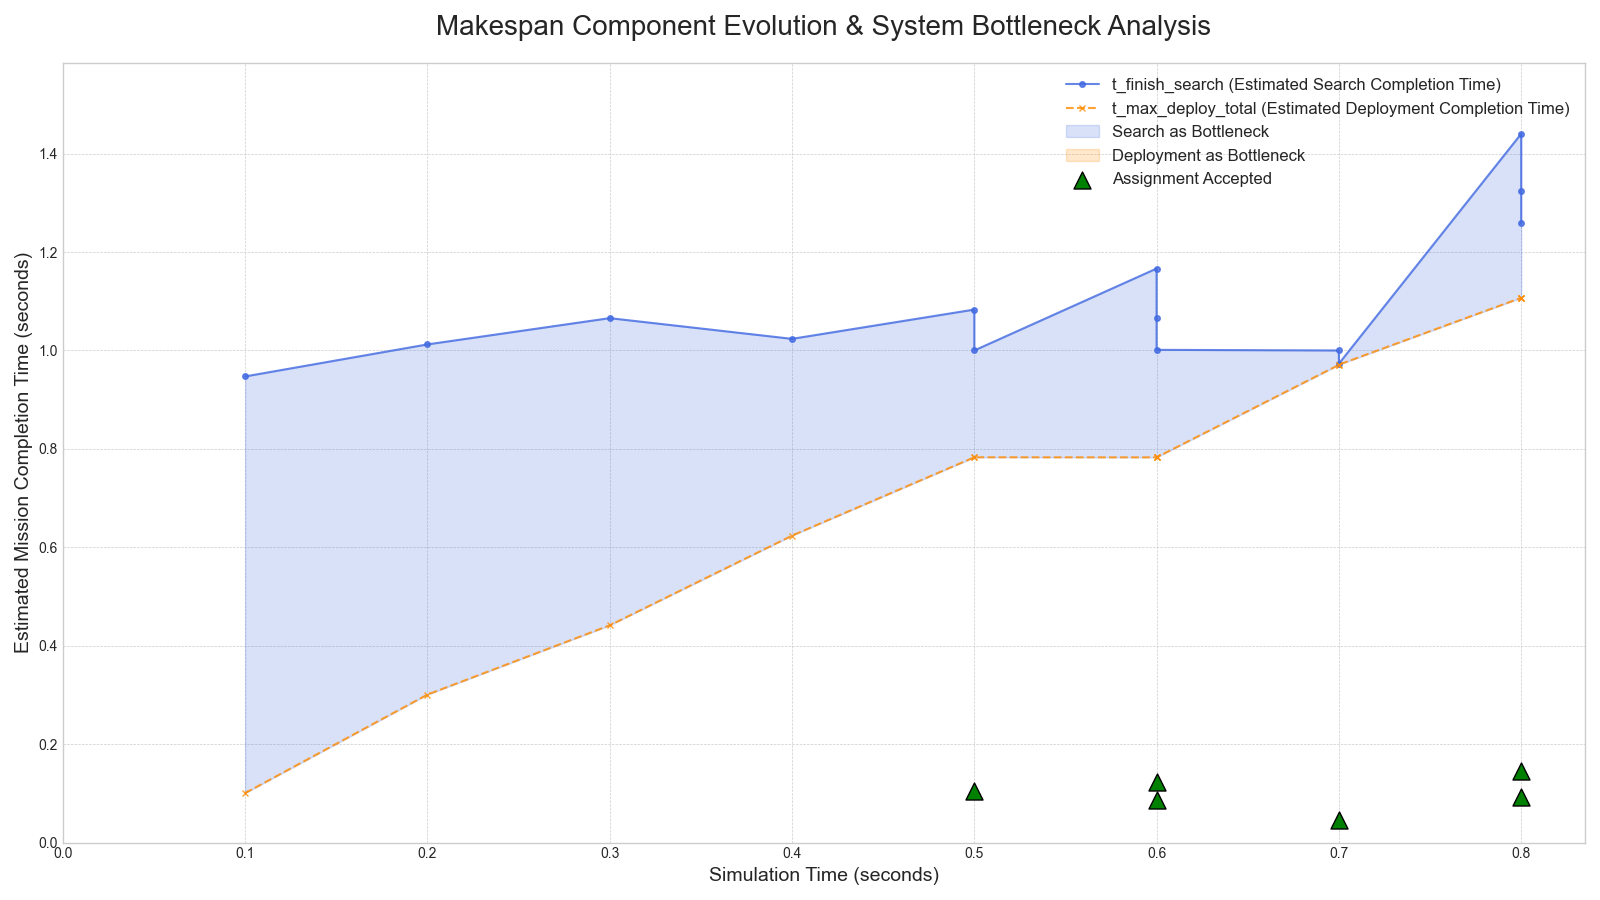 Makespan Component Evolution & System Bottleneck Analysis
t_finish_search (Estimated Search Completion Time)
t_max_deploy_total (Estimated Deployment Completion Time)
Search as Bottleneck
Deployment as Bottleneck
Assignment Accepted
Estimated Mission Completion Time (seconds)
1.4
1.2
1.0
0.8
0.6
0.4
0.2
0.0
0.0 0.1 0.2 0.3 0.4 0.5 0.6 0.7 0.8
Simulation Time (seconds)